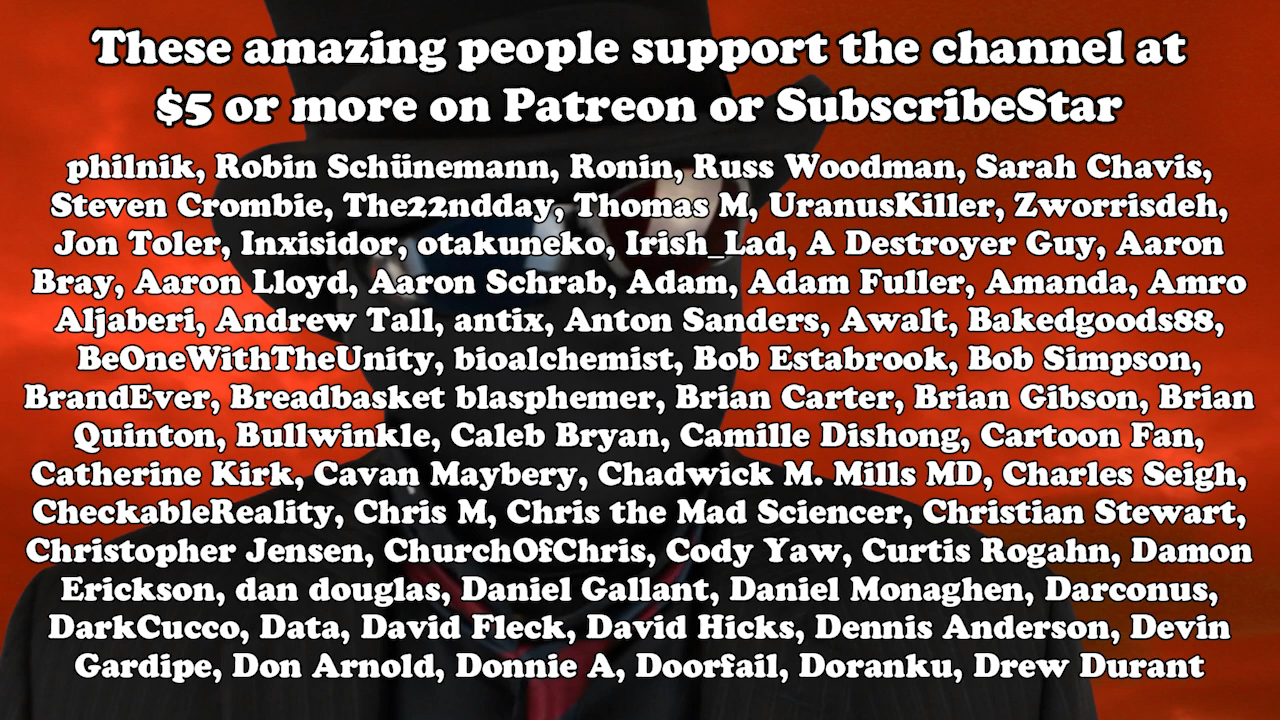 These amazing people support the channel at
$5 or more on Patreon or SubscribeStar
philnik, Robin Schünemann, Ronin, Russ Woodman, Sarah Chavis,
Steven Crombie, The22ndday, Thomas M, UranusKiller, Zworrisdeh,
Jon Toler, Inxisidor, otakuneko, Irish_Lad, A Destroyer Guy, Aaron
Bray, Aaron Lloyd, Aaron Schrab, Adam, Adam Fuller, Amanda, Amro
Aljaberi, Andrew Tall, antix, Anton Sanders, Awalt, Bakedgoods88,
BeOneWithTheUnity, bioalchemist, Bob Estabrook, Bob Simpson,
BrandEver, Breadbasket blasphemer, Brian Carter, Brian Gibson, Brian
Quinton, Bullwinkle, Caleb Bryan, Camille Dishong, Cartoon Fan,
Catherine Kirk, Cavan Maybery, Chadwick M. Mills MD, Charles Seigh,
CheckableReality, Chris M, Chris the Mad Sciencer, Christian Stewart,
Christopher Jensen, ChurchOfChris, Cody Yaw, Curtis Rogahn, Damon
Erickson, dan douglas, Daniel Gallant, Daniel Monaghen, Darconus,
DarkCucco, Data, David Fleck, David Hicks, Dennis Anderson, Devin
Gardipe, Don Arnold, Donnie A, Doorfail, Doranku, Drew Durant